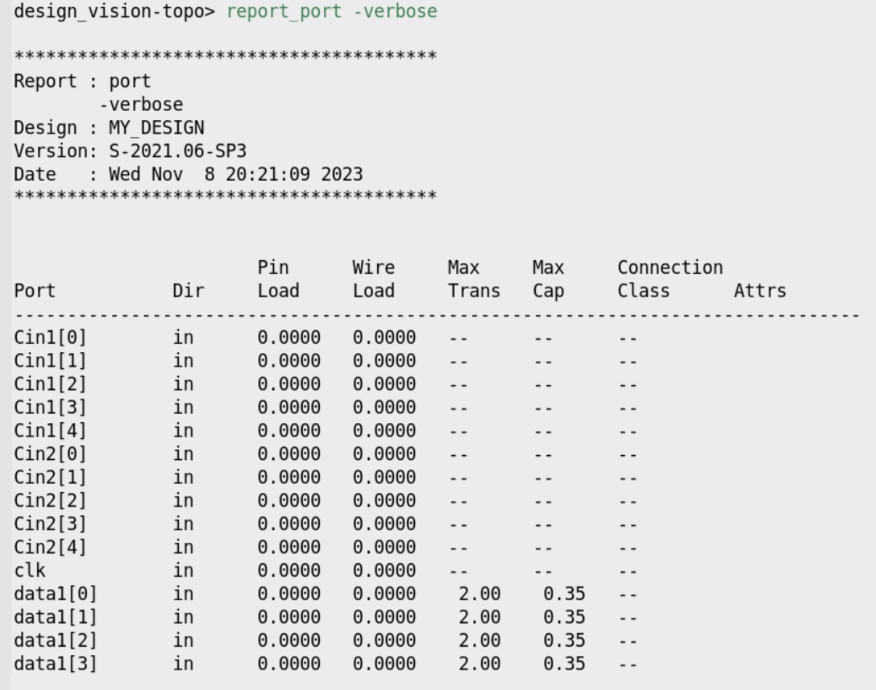 design_vision-topo> report_port -verbose
****************************************
Report : port
        -verbose
Design : MY_DESIGN
Version: S-2021.06-SP3
Date   : Wed Nov  8 20:21:09 2023
****************************************
                       Pin      Wire     Max     Max     Connection
Port           Dir     Load     Load     Trans   Cap     Class      Attrs
--------------------------------------------------------------------------------
Cin1[0]        in      0.0000   0.0000   --      --      --
Cin1[1]        in      0.0000   0.0000   --      --      --
Cin1[2]        in      0.0000   0.0000   --      --      --
Cin1[3]        in      0.0000   0.0000   --      --      --
Cin1[4]        in      0.0000   0.0000   --      --      --
Cin2[0]        in      0.0000   0.0000   --      --      --
Cin2[1]        in      0.0000   0.0000   --      --      --
Cin2[2]        in      0.0000   0.0000   --      --      --
Cin2[3]        in      0.0000   0.0000   --      --      --
Cin2[4]        in      0.0000   0.0000   --      --      --
clk            in      0.0000   0.0000   --      --      --
data1[0]       in      0.0000   0.0000    2.00    0.35   --
data1[1]       in      0.0000   0.0000    2.00    0.35   --
data1[2]       in      0.0000   0.0000    2.00    0.35   --
data1[3]       in      0.0000   0.0000    2.00    0.35   --